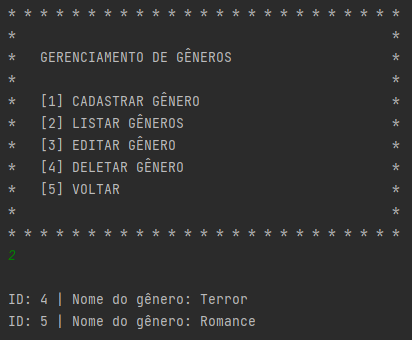 * * * * * * * * * * * * * * * * * * * * * * * * *
* *
* GERENCIAMENTO DE GÊNEROS *
* *
* [1] CADASTRAR GÊNERO *
* [2] LISTAR GÊNEROS *
* [3] EDITAR GÊNERO *
* [4] DELETAR GÊNERO *
* [5] VOLTAR *
* *
* * * * * * * * * * * * * * * * * * * * * * * * *
2
ID: 4 | Nome do gênero: Terror
ID: 5 | Nome do gênero: Romance